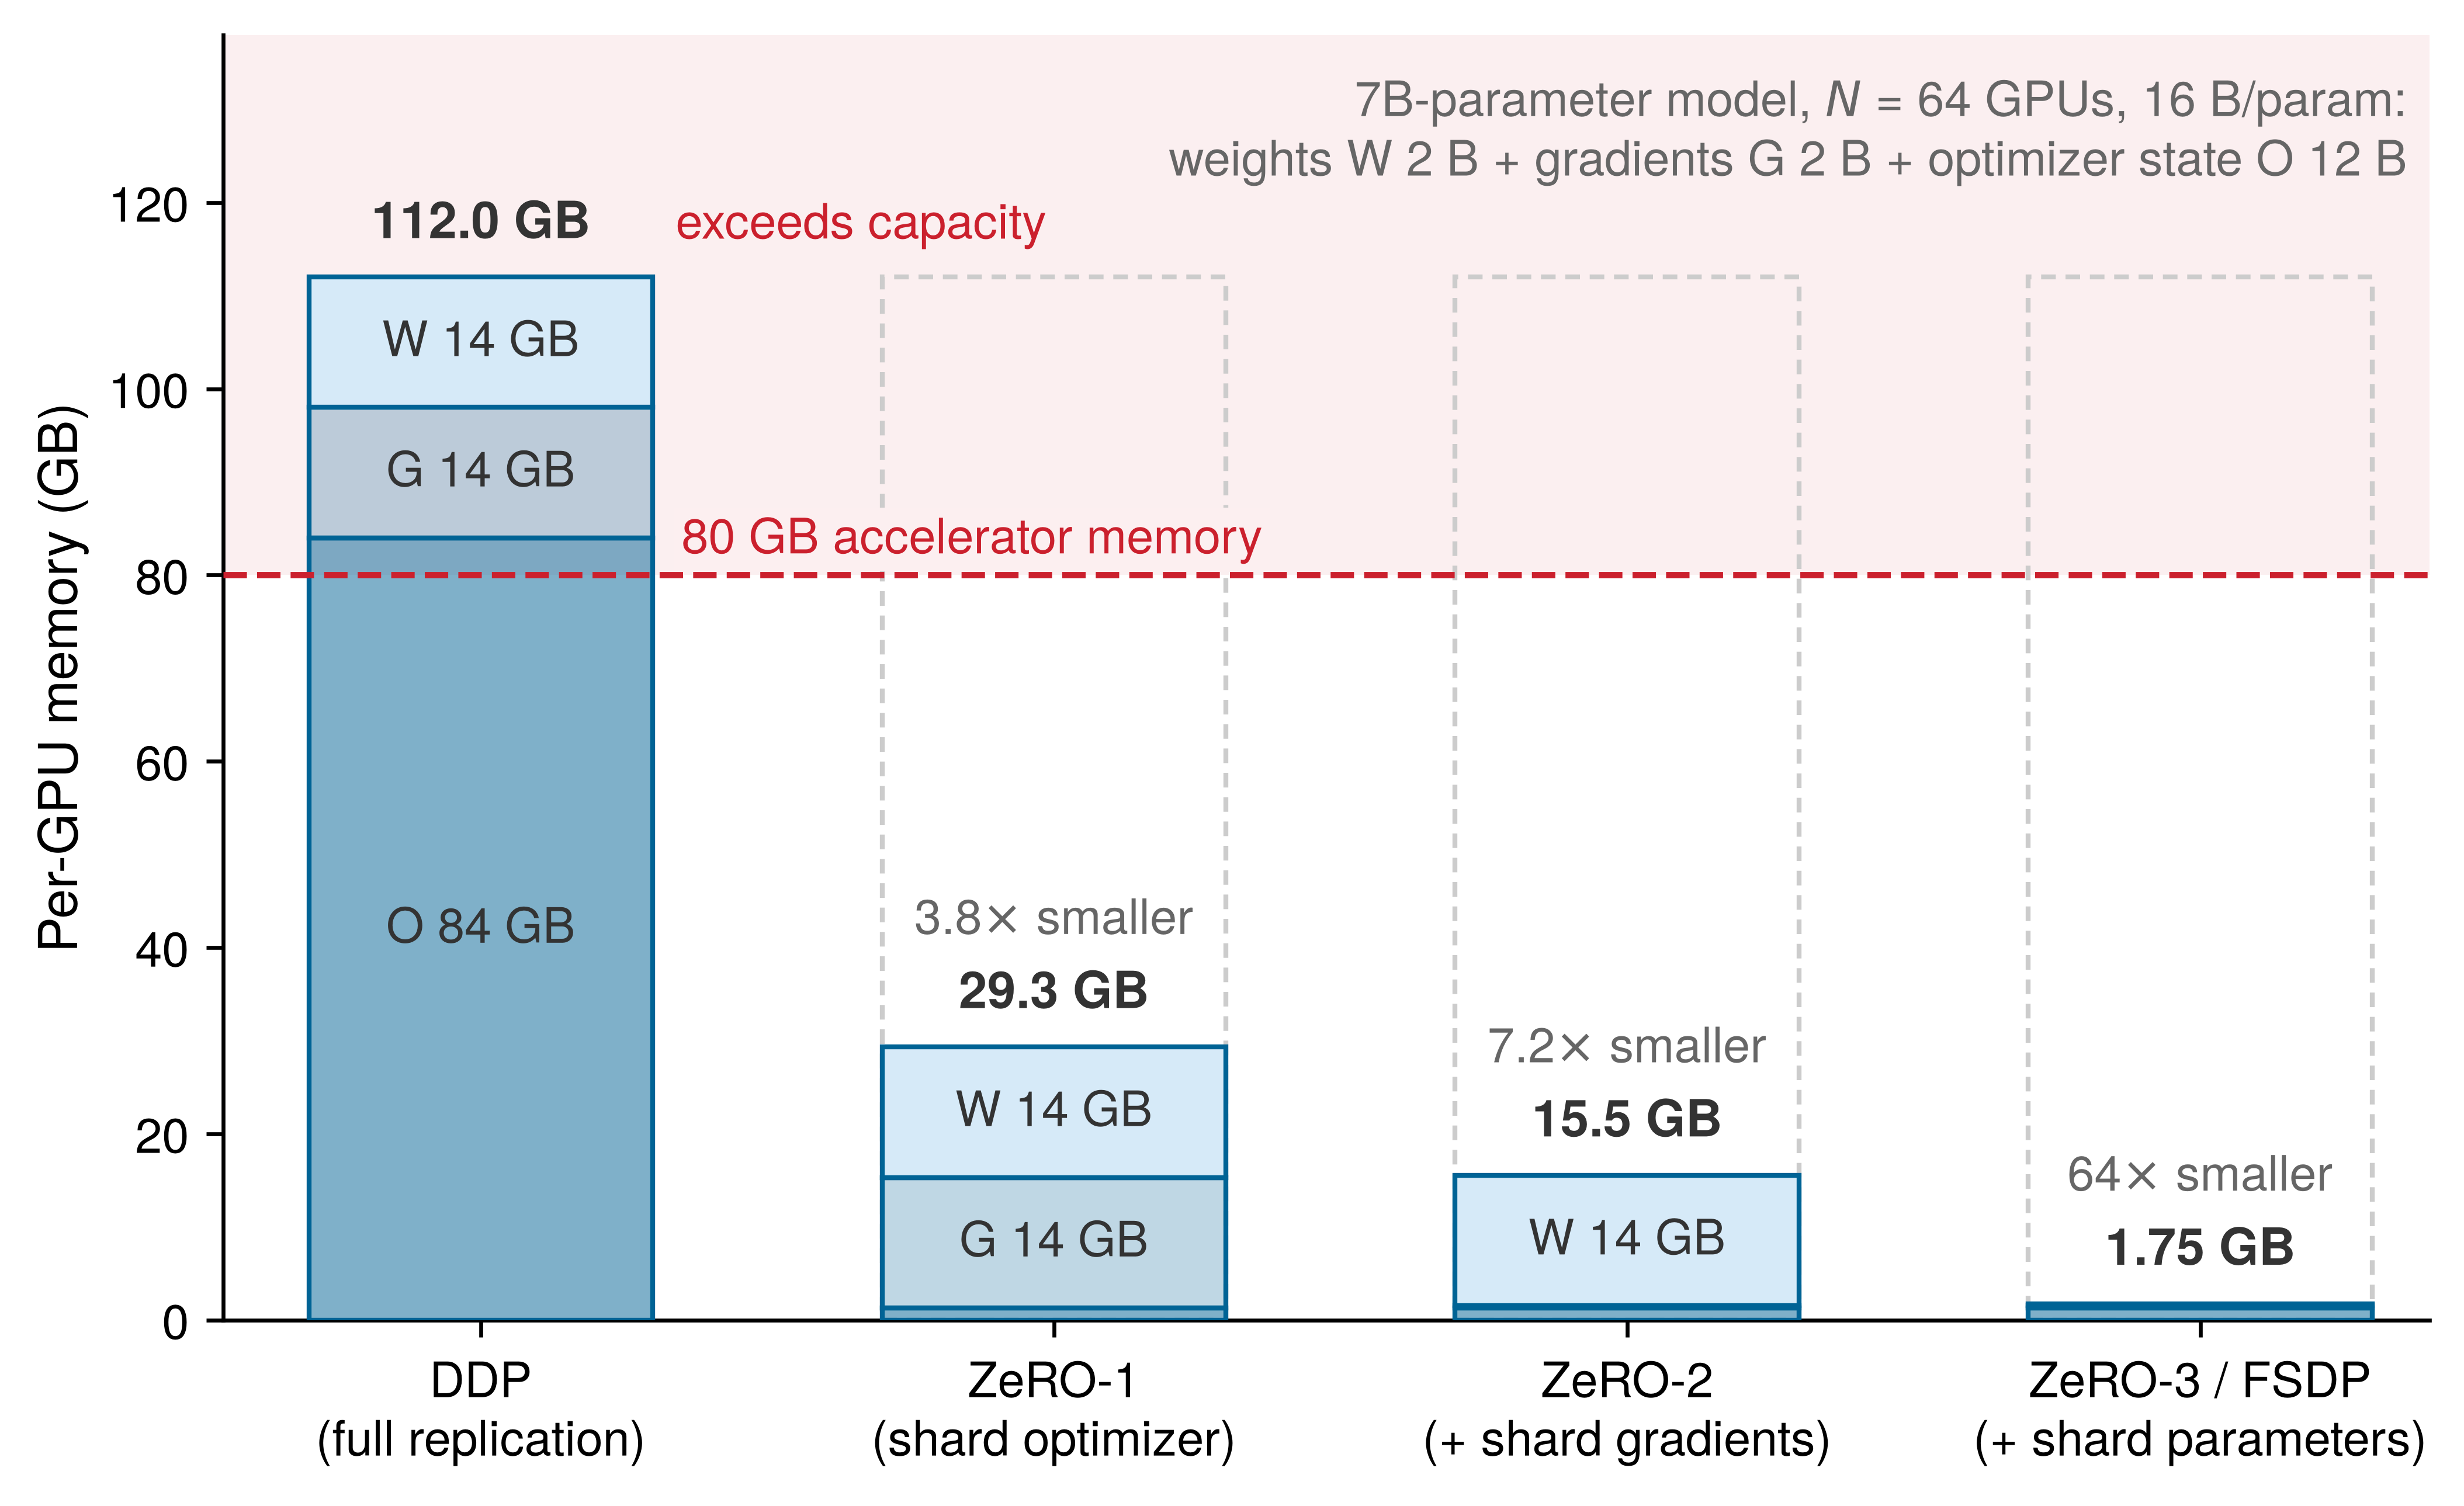 7B-parameter model, N = 64 GPUs, 16 B/param:
weights W 2 B + gradients G 2 B + optimizer state O 12 B
Per-GPU memory (GB)
120
100
80
60
40
20
0
112.0 GB
exceeds capacity
W 14 GB
G 14 GB
80 GB accelerator memory
O 84 GB
3.8× smaller
29.3 GB
W 14 GB
G 14 GB
7.2× smaller
15.5 GB
W 14 GB
64× smaller
1.75 GB
DDP
(full replication)
ZeRO-1
(shard optimizer)
ZeRO-2
(+ shard gradients)
ZeRO-3 / FSDP
(+ shard parameters)